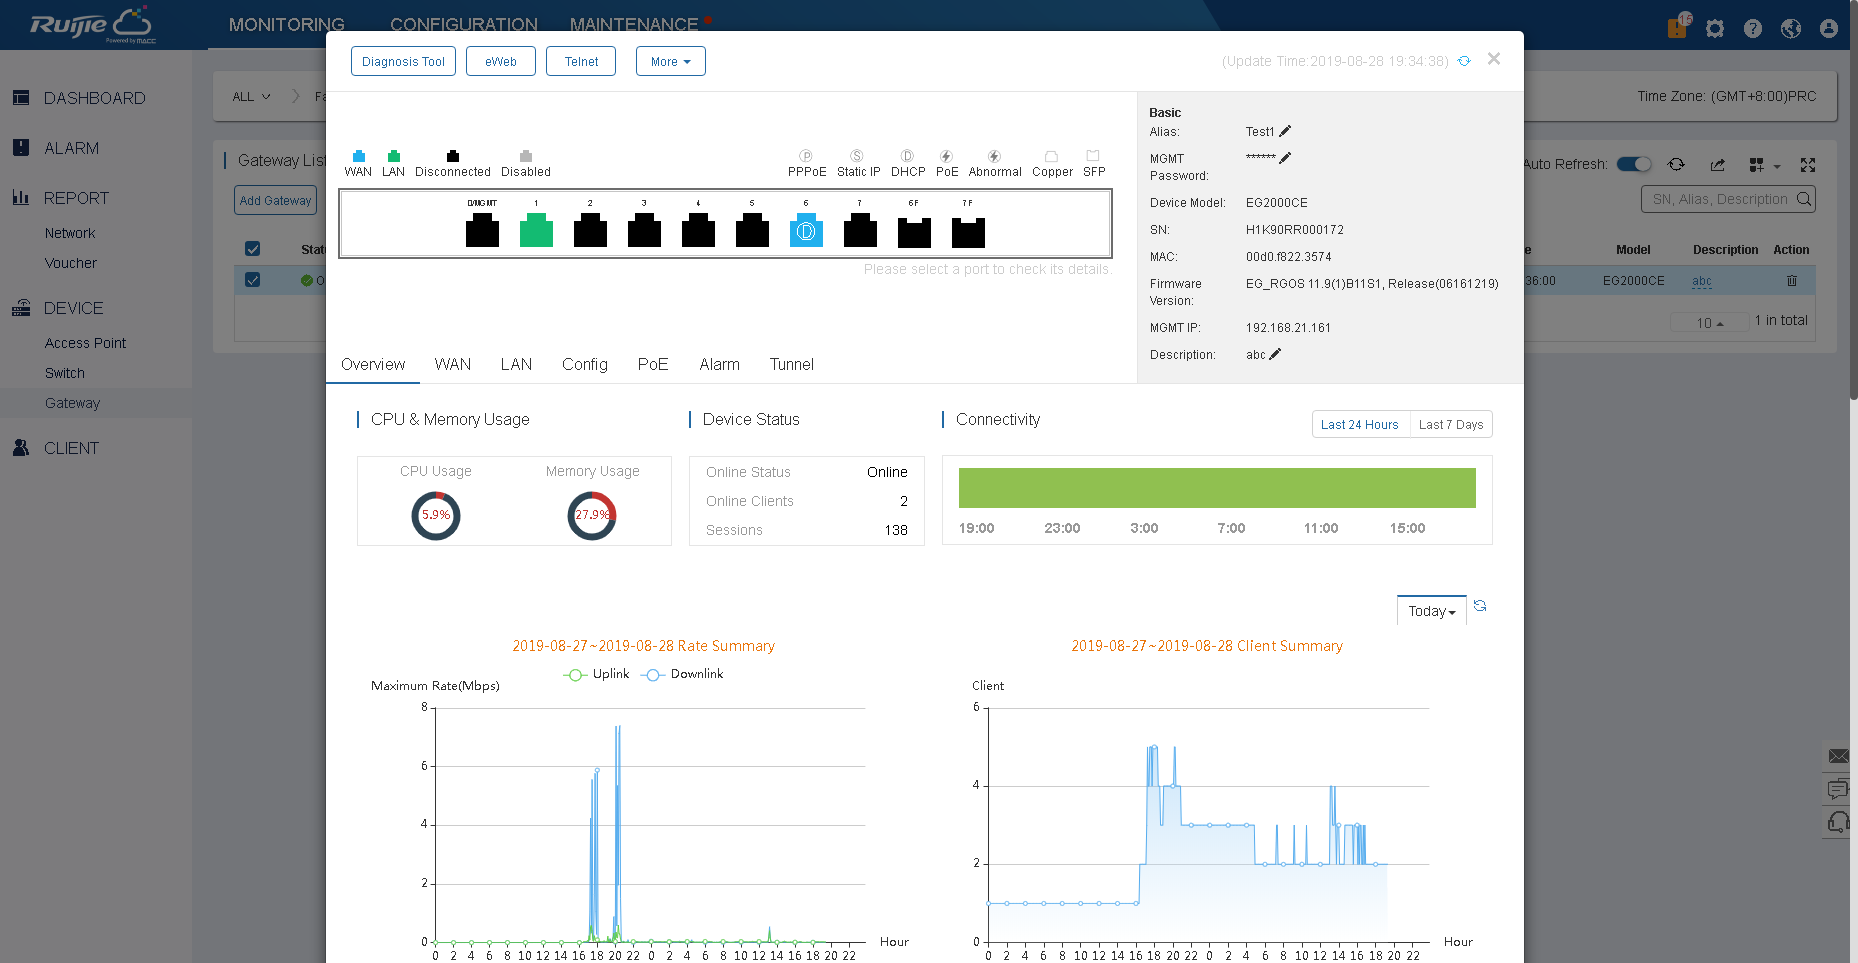 Ruijie
Powered by MACC
MONITORING CONFIGURATION MAINTENANCE
15
DASHBOARD
ALARM
REPORT
Network
Voucher
DEVICE
Access Point
Switch
Gateway
CLIENT
ALL
Time Zone: (GMT+8:00)PRC
Gateway List
Add Gateway
Auto Refresh:
SN, Alias, Description
Model Description Action
36:00 EG2000CE abc
10 1 in total
Diagnosis Tool eWeb Telnet More
(Update Time:2019-08-28 19:34:38)
WAN LAN Disconnected Disabled
P S D
PPPoE Static IP DHCP PoE Abnormal Copper SFP
0/MGMT 1 2 3 4 5 6 7 6F 7F
D
Please select a port to check its details.
Basic
Alias: Test1
MGMT Password: ******
Device Model: EG2000CE
SN: H1K90RR000172
MAC: 00d0.f822.3574
Firmware Version: EG_RGOS 11.9(1)B11S1, Release(06161219)
MGMT IP: 192.168.21.161
Description: abc
Overview WAN LAN Config PoE Alarm Tunnel
CPU & Memory Usage
CPU Usage Memory Usage
5.9% 27.9%
Device Status
Online Status Online
Online Clients 2
Sessions 138
Connectivity
Last 24 Hours Last 7 Days
19:00 23:00 3:00 7:00 11:00 15:00
Today
2019-08-27~2019-08-28 Rate Summary
Uplink Downlink
Maximum Rate(Mbps)
8
6
4
2
0
Hour
0 2 4 6 8 10 12 14 16 18 20 22 0 2 4 6 8 10 12 14 16 18 20 22
2019-08-27~2019-08-28 Client Summary
Client
6
4
2
0
Hour
0 2 4 6 8 10 12 14 16 18 20 22 0 2 4 6 8 10 12 14 16 18 20 22